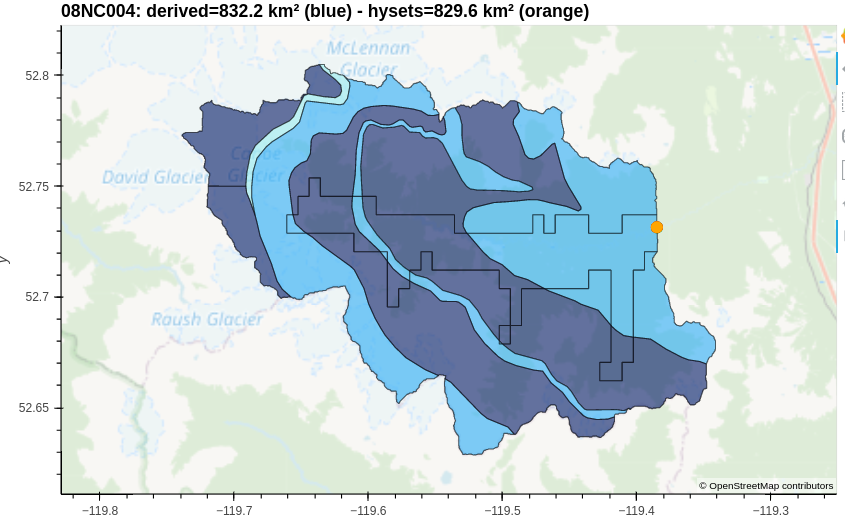 08NC004: derived=832.2 km² (blue) - hysets=829.6 km² (orange)
McLennan
Glacier
52.8
David Glacier
Glacier
52.75
y
52.7
Raush Glacier
52.65
© OpenStreetMap contributors
−119.8
−119.7
−119.6
−119.5
−119.4
−119.3